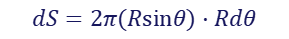 dS = 2π(Rsinθ) · Rdθ